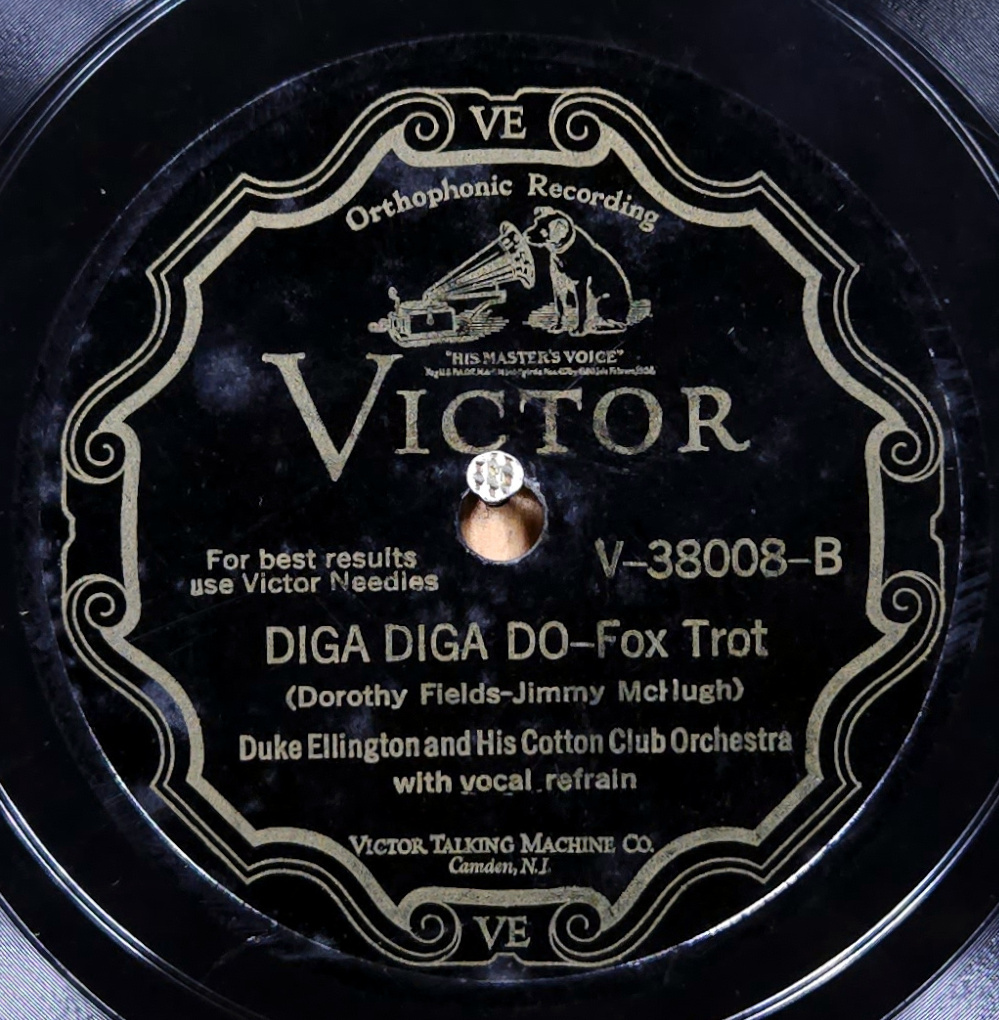 VE
Orthophonic Recording
"HIS MASTER'S VOICE"
VICTOR
For best results
use Victor Needles
V-38008-B
DIGA DIGA DO-Fox Trot
(Dorothy Fields-Jimmy McHugh)
Duke Ellington and His Cotton Club Orchestra
with vocal refrain
VICTOR TALKING MACHINE CO.
Camden, N.J.
VE